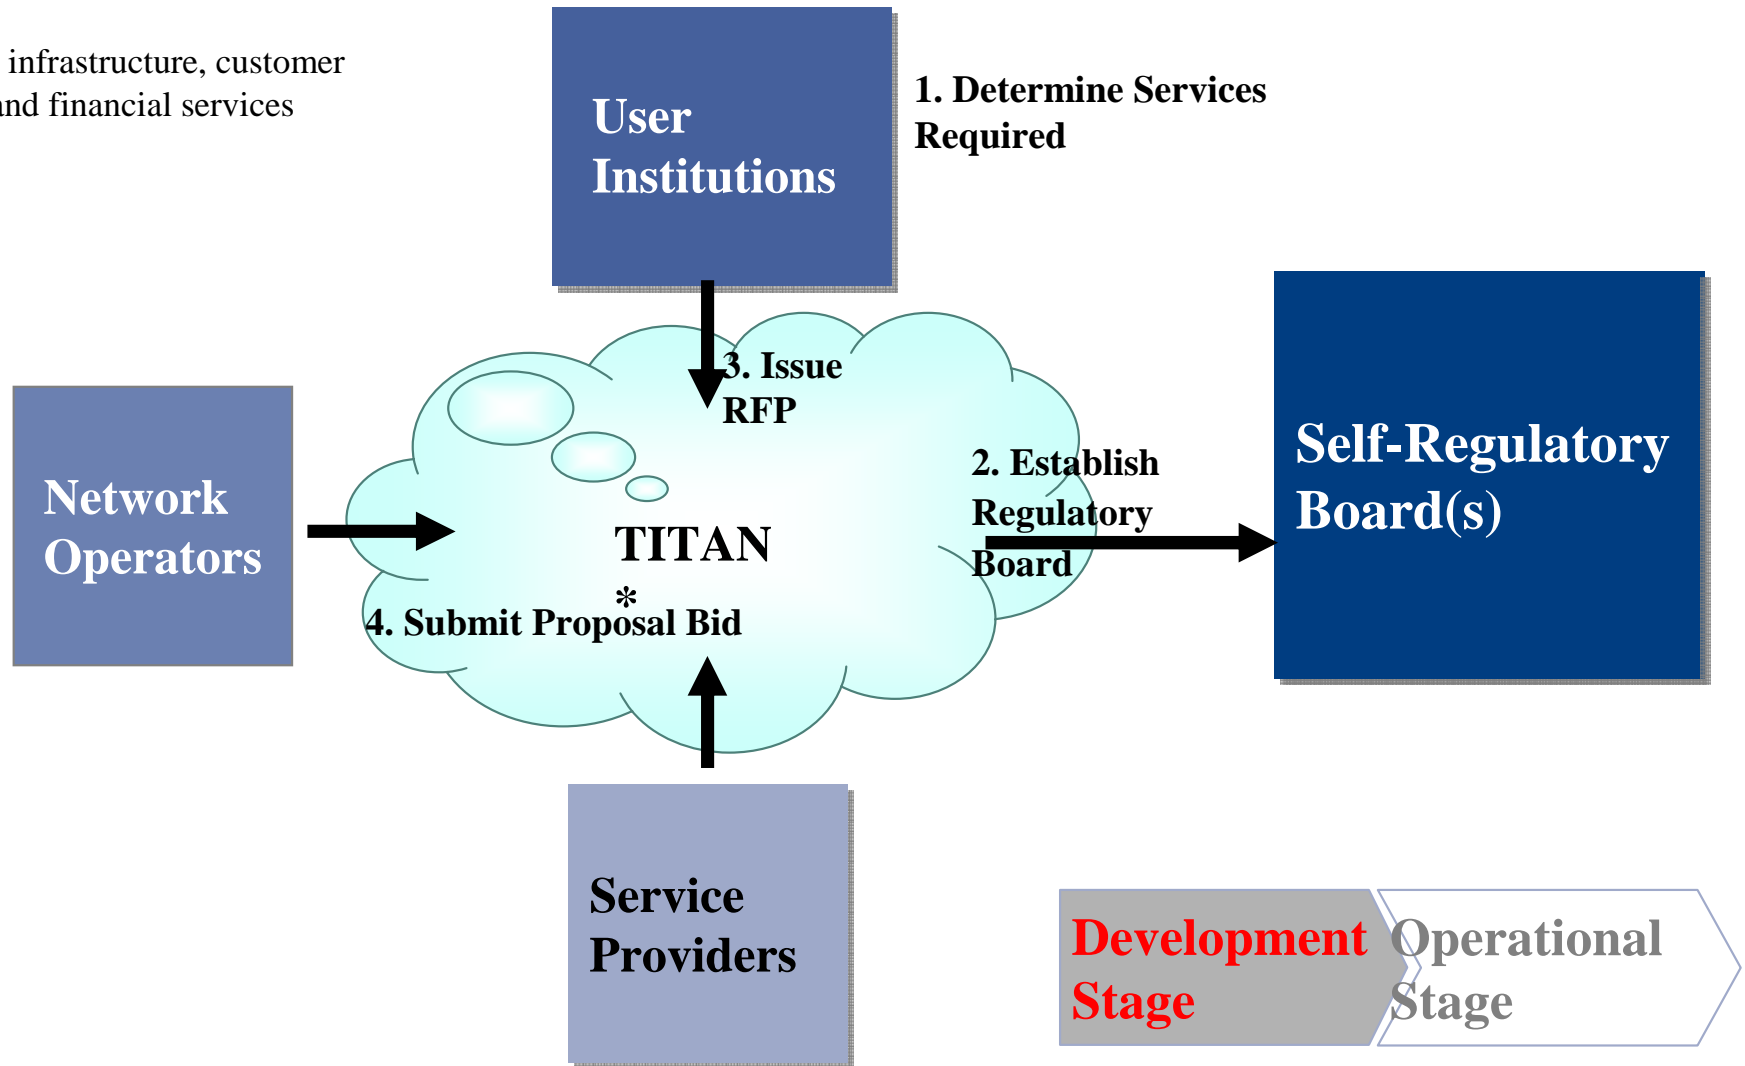 infrastructure, customer
and financial services
User
Institutions
1. Determine Services
Required
3. Issue
RFP
Network
Operators
TITAN
*
4. Submit Proposal Bid
2. Establish
Regulatory
Board
Self-Regulatory
Board(s)
Service
Providers
Development
Stage
Operational
Stage